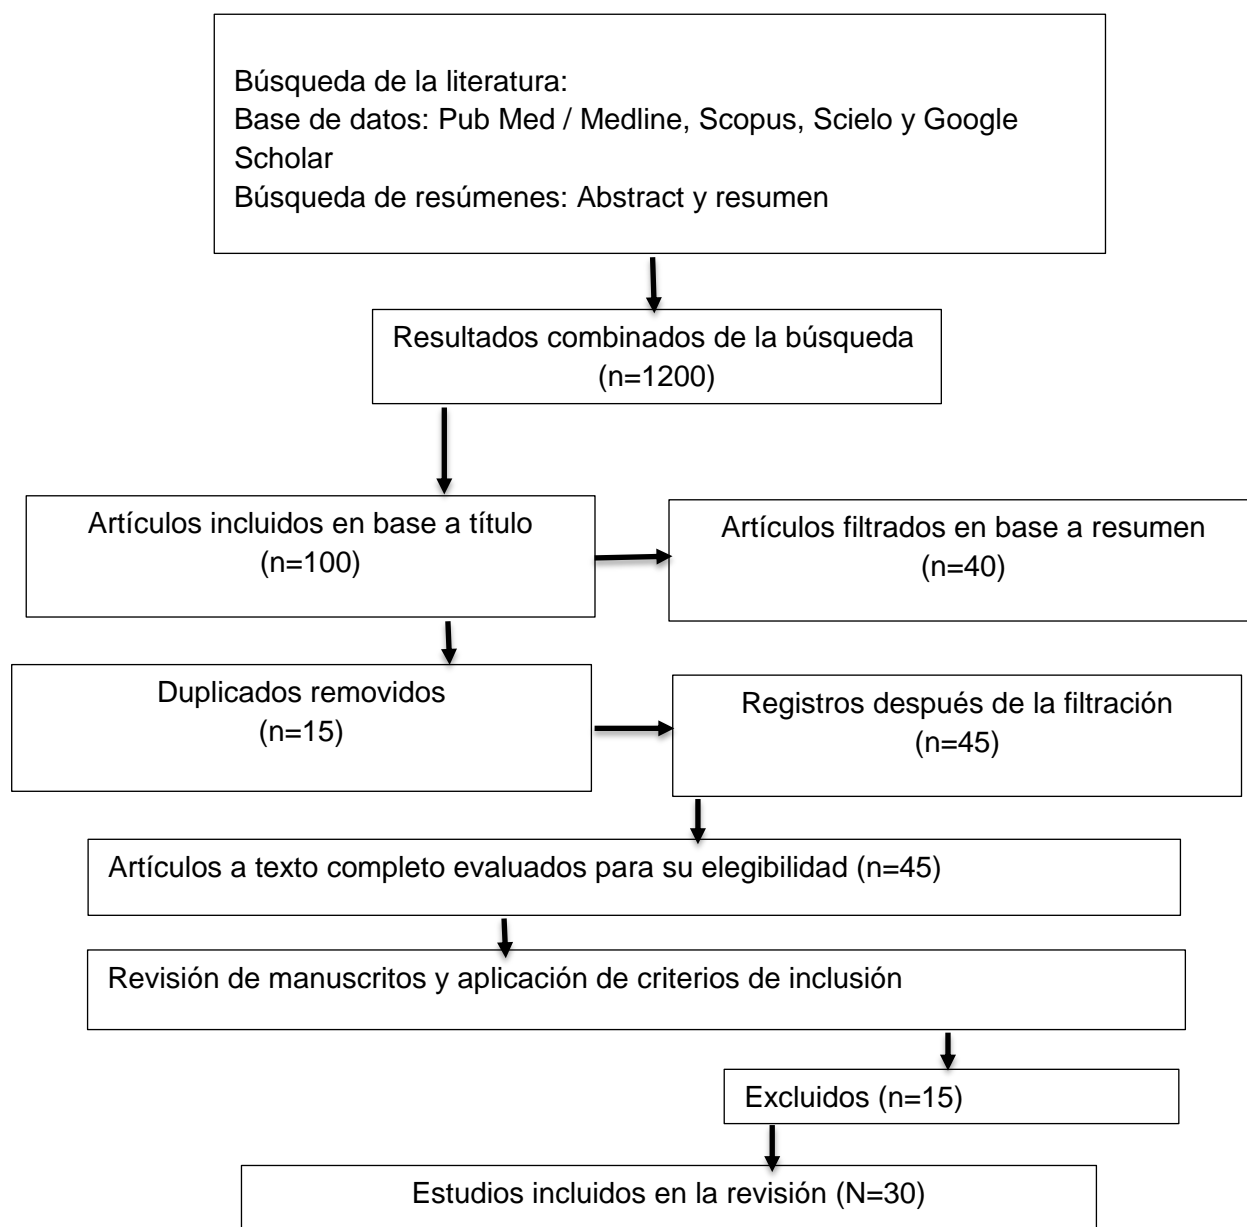 Búsqueda de la literatura:
Base de datos: Pub Med / Medline, Scopus, Scielo y Google
Scholar
Búsqueda de resúmenes: Abstract y resumen
Resultados combinados de la búsqueda
(n=1200)
Artículos incluidos en base a título
(n=100)
Artículos filtrados en base a resumen
(n=40)
Duplicados removidos
(n=15)
Registros después de la filtración
(n=45)
Artículos a texto completo evaluados para su elegibilidad (n=45)
Revisión de manuscritos y aplicación de criterios de inclusión
Excluidos (n=15)
Estudios incluidos en la revisión (N=30)